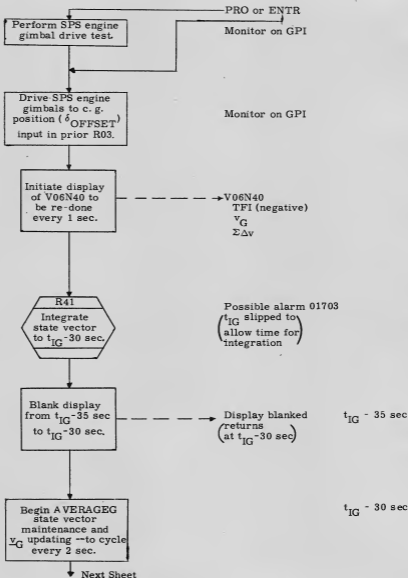 PRO or ENTR
Perform SPS engine
gimbal drive test.
Monitor on GPI
Drive SPS engine
gimbals to c. g.
position (δOFFSET)
input in prior R03.
Monitor on GPI
Initiate display
of V06N40 to
be re-done
every 1 sec.
V06N40
TFI (negative)
vG
ΣΔv
R41
Integrate
state vector
to tIG-30 sec.
Possible alarm 01703
(tIG slipped to
allow time for
integration)
Blank display
from tIG-35 sec
to tIG-30 sec.
Display blanked
(returns
at tIG-30 sec)
tIG - 35 sec
Begin AVERAGEG
state vector
maintenance and
vG updating --to cycle
every 2 sec.
tIG - 30 sec
Next Sheet